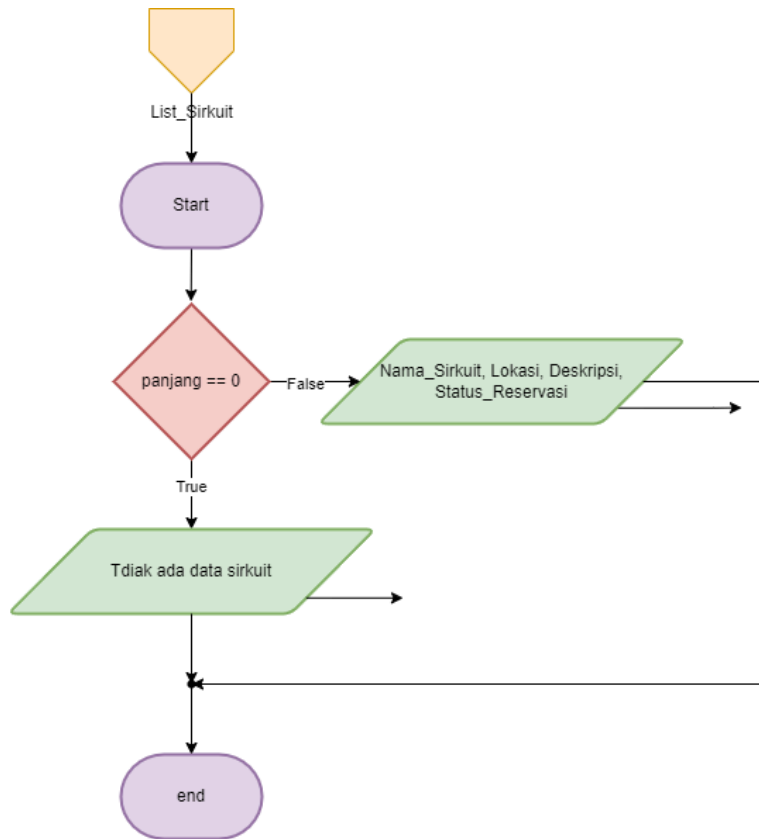 List_Sirkuit
Start
panjang == 0
False
Nama_Sirkuit, Lokasi, Deskripsi,
Status_Reservasi
True
Tdiak ada data sirkuit
end